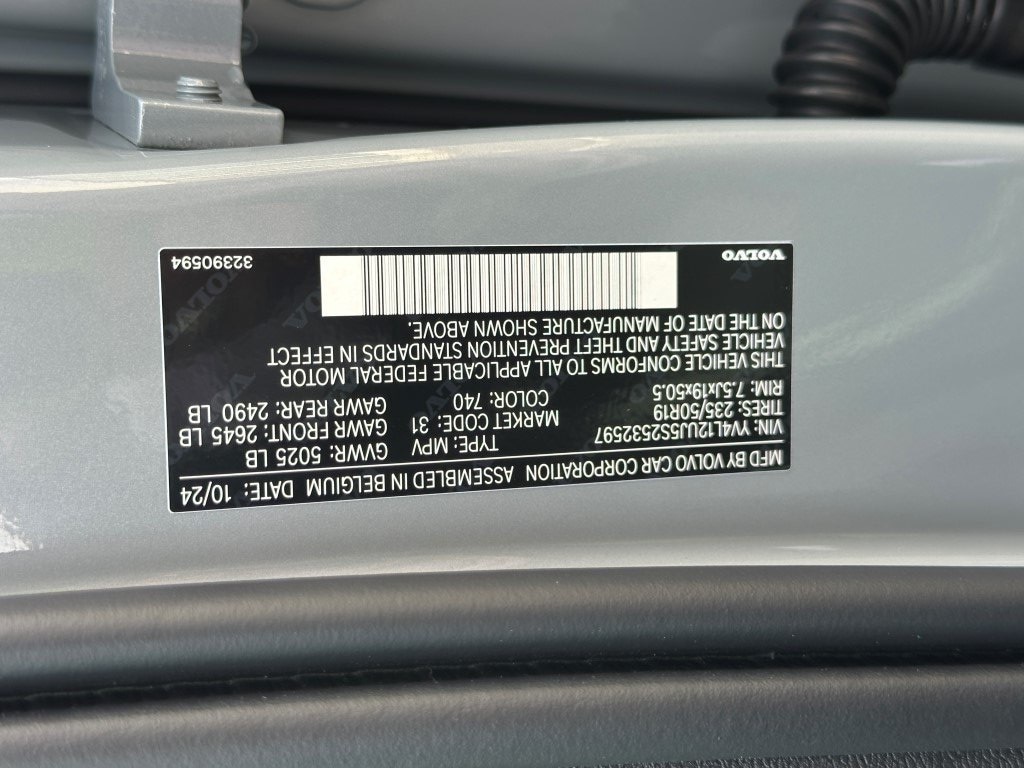 MFD BY VOLVO CAR CORPORATION ASSEMBLED IN BELGIUM DATE: 10/24
VIN: YV4L12UJ5S2532597 TYPE: MPV GVWR: 5025 LB
TIRES: 235/50R19 MARKET CODE: 31 GAWR FRONT: 2645 LB
RIM: 7.5Jx19x50.5 COLOR: 740 GAWR REAR: 2490 LB
THIS VEHICLE CONFORMS TO ALL APPLICABLE FEDERAL MOTOR
VEHICLE SAFETY AND THEFT PREVENTION STANDARDS IN EFFECT
ON THE DATE OF MANUFACTURE SHOWN ABOVE.
VOLVO 32390594